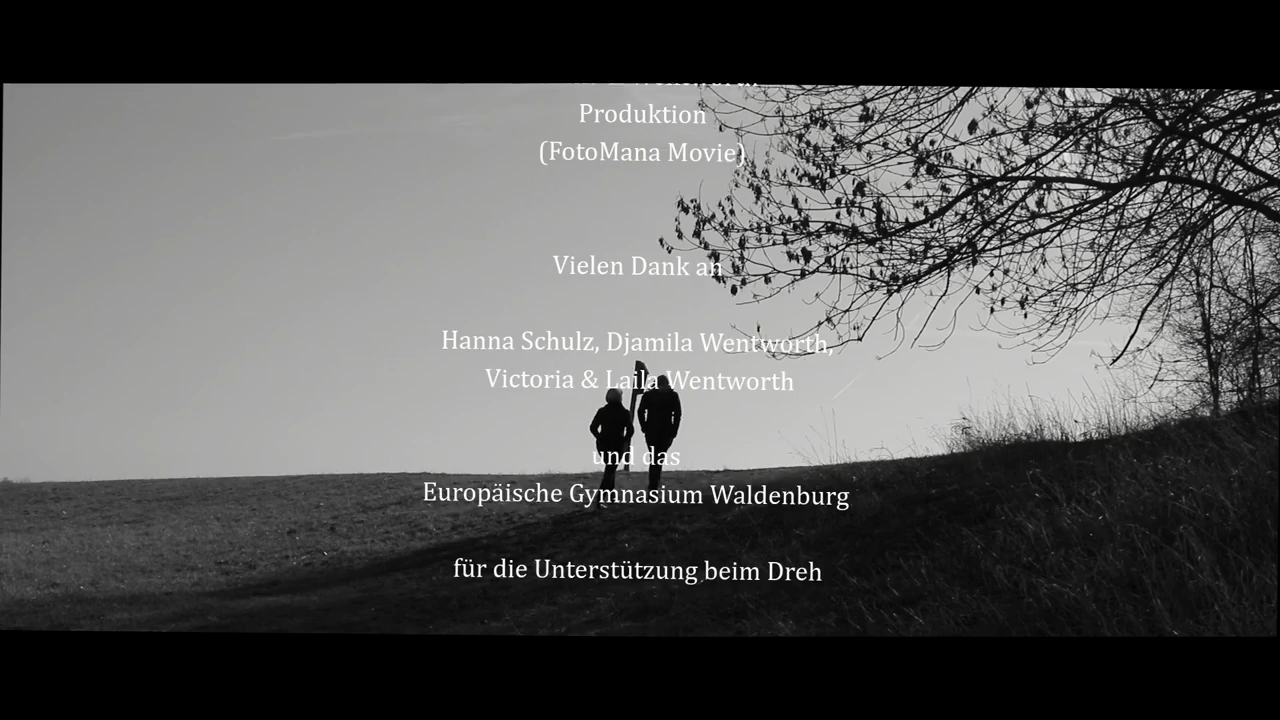 Produktion
(FotoMana Movie)
Vielen Dank an
Hanna Schulz, Djamila Wentworth,
Victoria & Laila Wentworth
und das
Europäische Gymnasium Waldenburg
für die Unterstützung beim Dreh